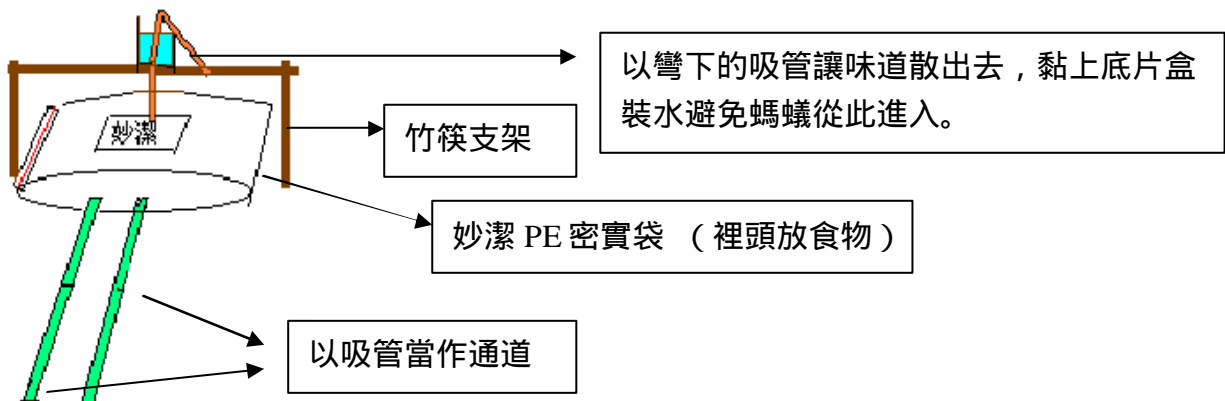 以彎下的吸管讓味道散出去，黏上底片盒
裝水避免螞蟻從此進入。
妙潔
竹筷支架
妙潔 PE 密實袋 （裡頭放食物）
以吸管當作通道